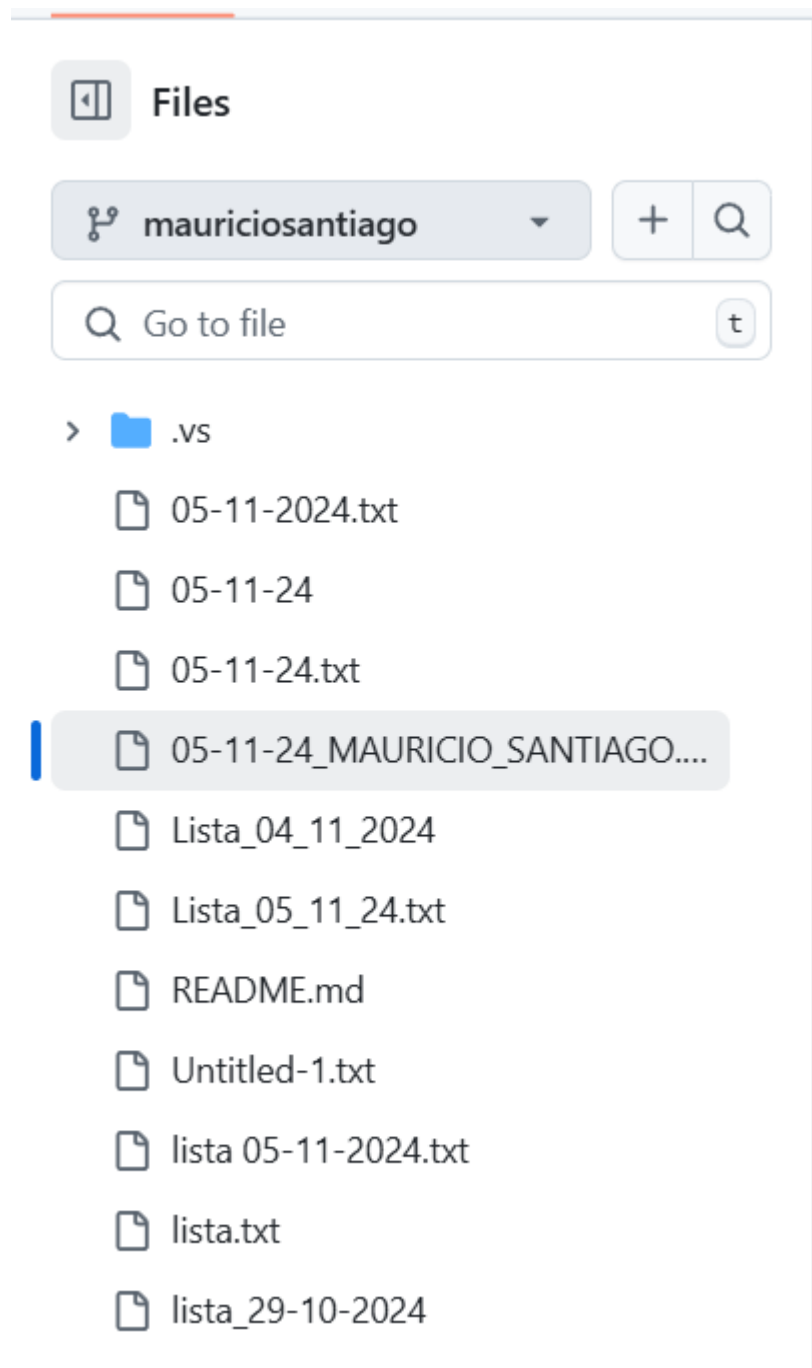 Files
mauriciosantiago
Go to file t
.vs
05-11-2024.txt
05-11-24
05-11-24.txt
05-11-24_MAURICIO_SANTIAGO....
Lista_04_11_2024
Lista_05_11_24.txt
README.md
Untitled-1.txt
lista 05-11-2024.txt
lista.txt
lista_29-10-2024